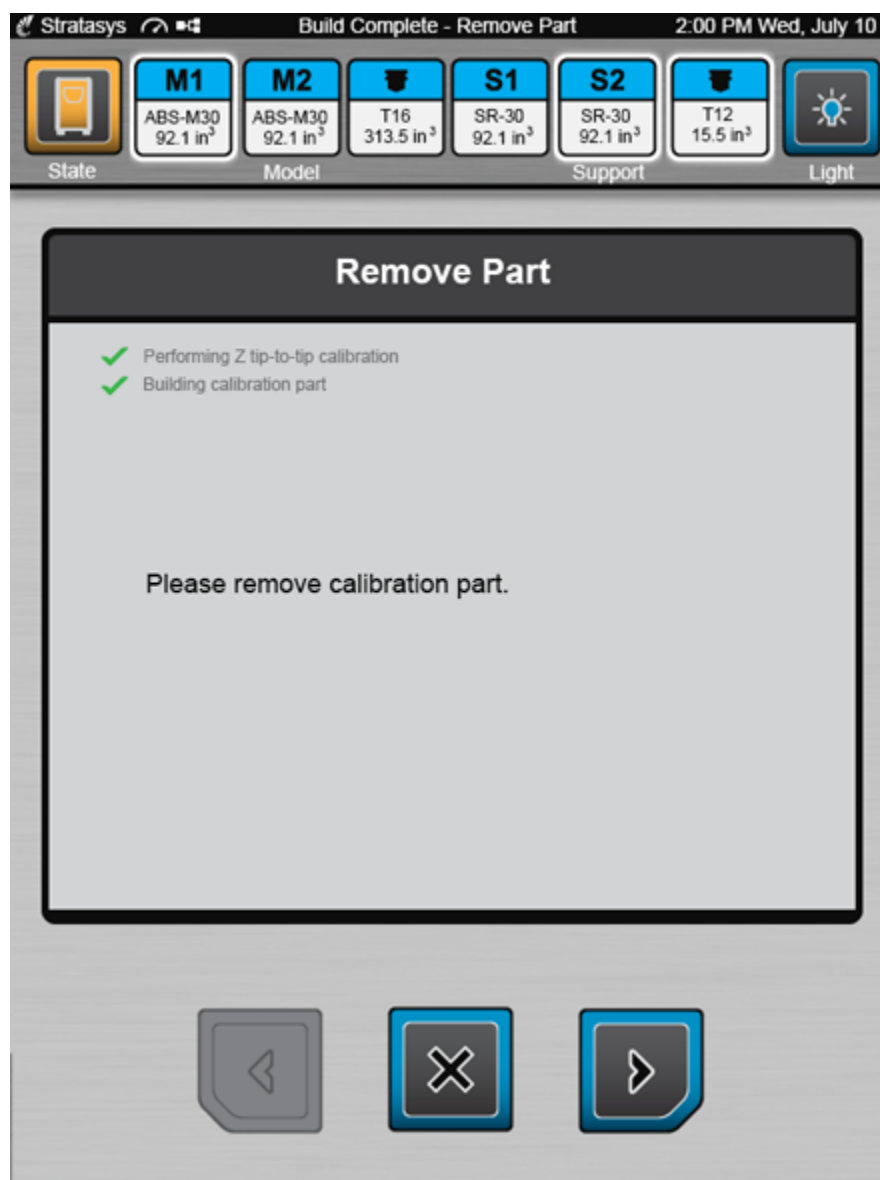 Stratasys Build Complete - Remove Part 2:00 PM Wed, July 10
M1 M2 S1 S2
ABS-M30 ABS-M30 T16 SR-30 SR-30 T12
92.1 in³ 92.1 in³ 313.5 in³ 92.1 in³ 92.1 in³ 15.5 in³
State Model Support Light
Remove Part
Performing Z tip-to-tip calibration
Building calibration part
Please remove calibration part.